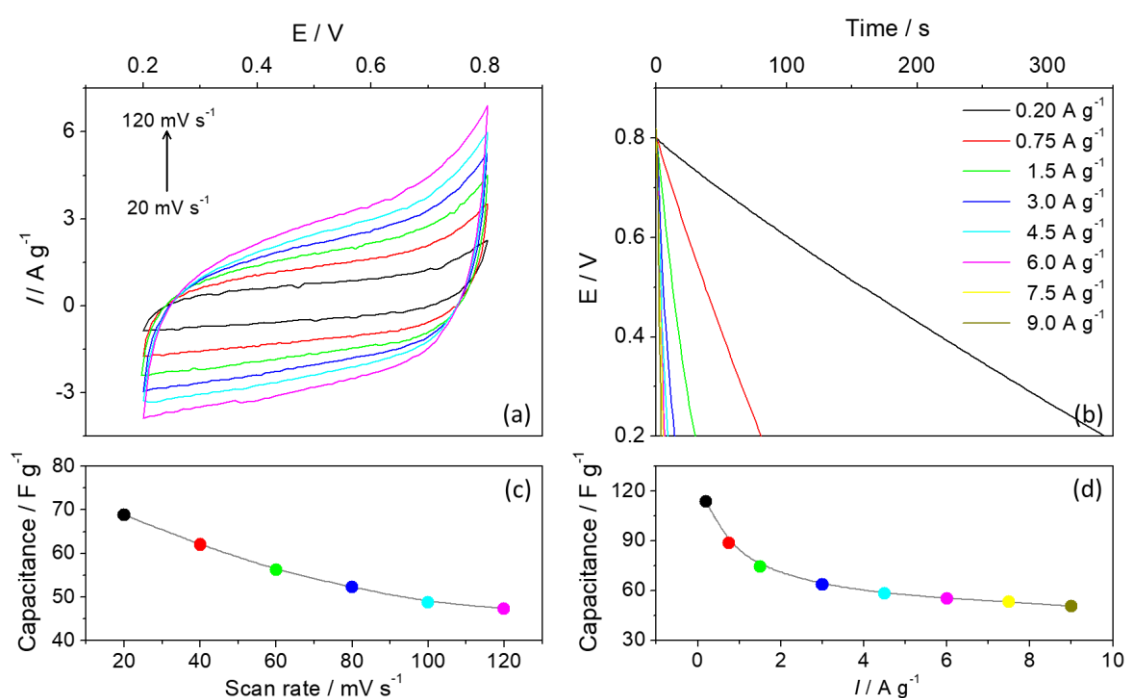 E / V
0.2 0.4 0.6 0.8
6
3
0
-3
I / A g⁻¹
120 mV s⁻¹
20 mV s⁻¹
(a)
Time / s
0 100 200 300
0.8
0.6
0.4
0.2
E / V
0.20 A g⁻¹
0.75 A g⁻¹
1.5 A g⁻¹
3.0 A g⁻¹
4.5 A g⁻¹
6.0 A g⁻¹
7.5 A g⁻¹
9.0 A g⁻¹
(b)
80
70
60
50
40
Capacitance / F g⁻¹
(c)
20 40 60 80 100 120
Scan rate / mV s⁻¹
120
90
60
30
Capacitance / F g⁻¹
(d)
0 2 4 6 8 10
I / A g⁻¹